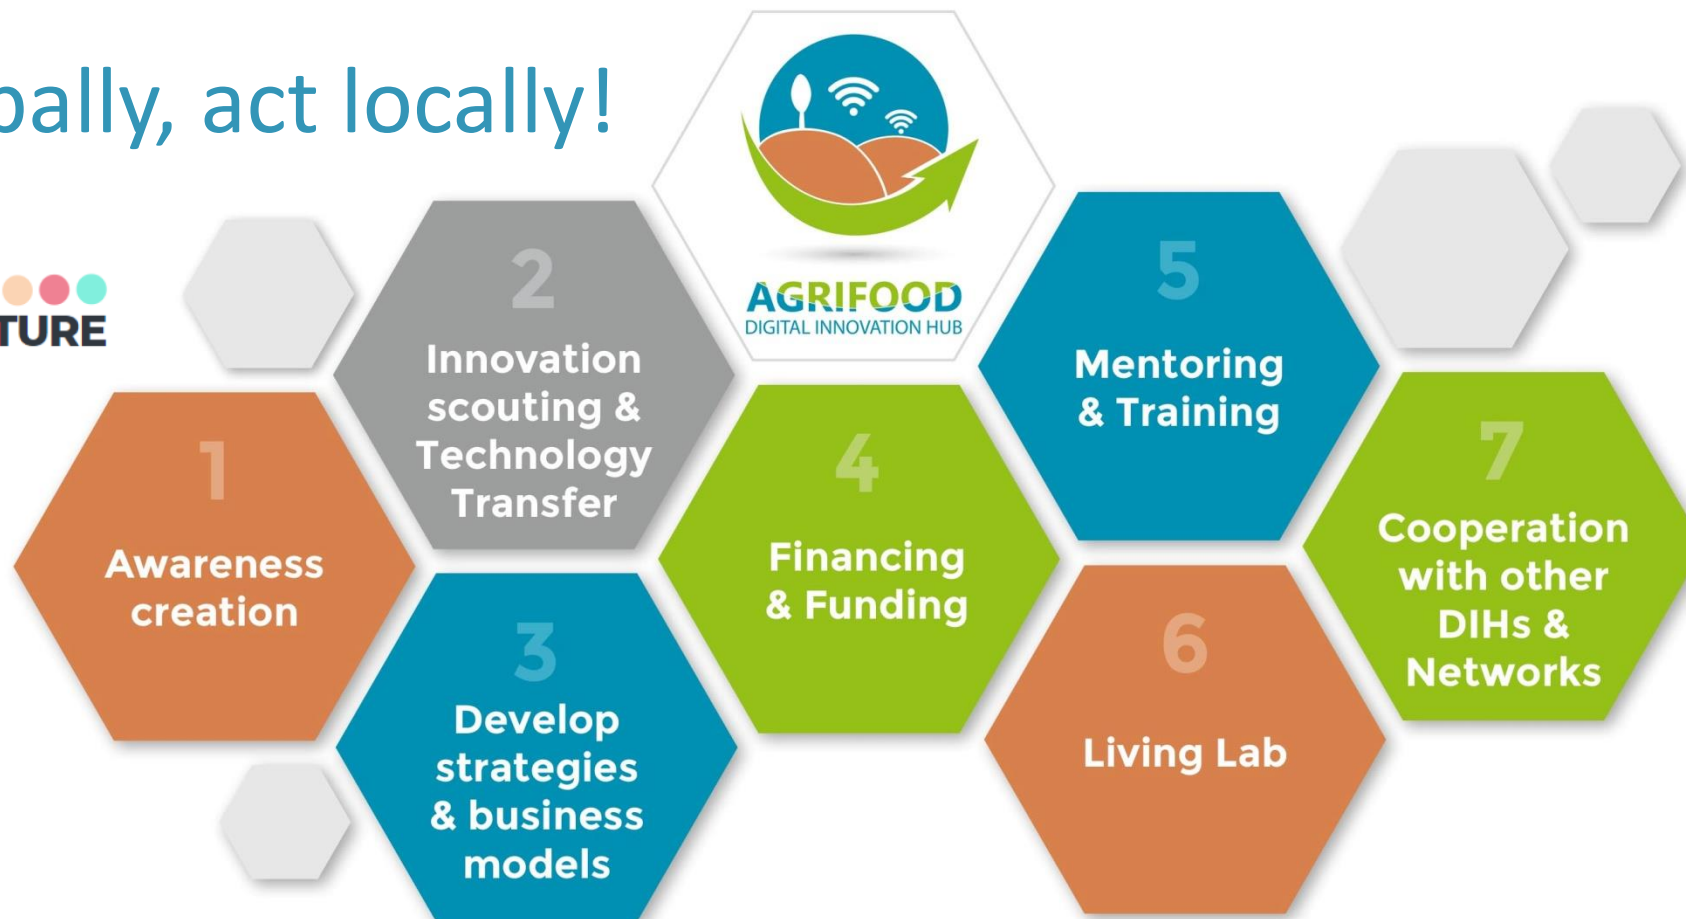 bally, act locally!
TURE
AGRIFOOD
DIGITAL INNOVATION HUB
1
Awareness
creation
2
Innovation
scouting &
Technology
Transfer
3
Develop
strategies
& business
models
4
Financing
& Funding
5
Mentoring
& Training
6
Living Lab
7
Cooperation
with other
DIHs &
Networks